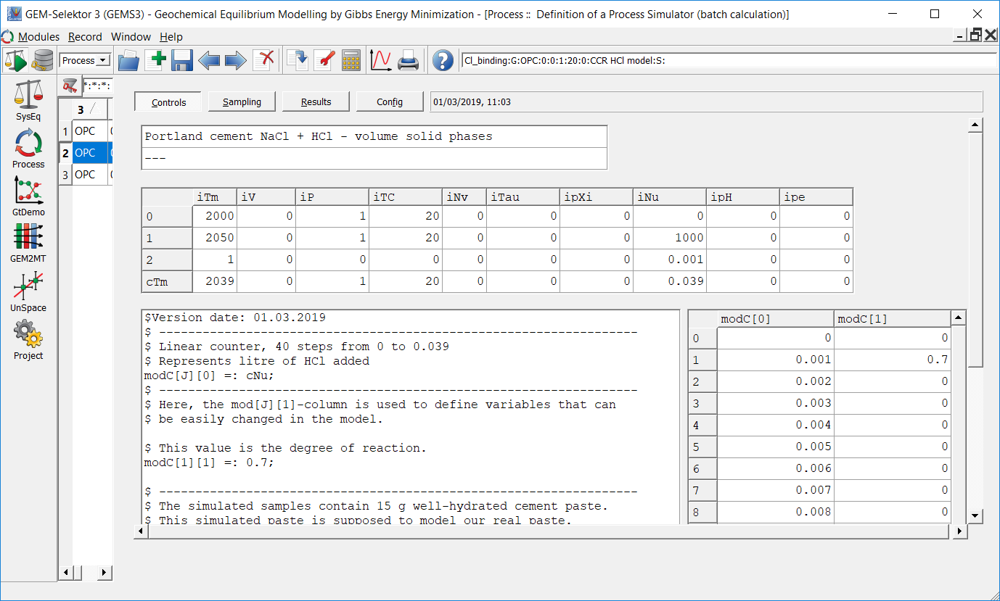 GEM-Selektor 3 (GEMS3) - Geochemical Equilibrium Modelling by Gibbs Energy Minimization - [Process :: Definition of a Process Simulator (batch calculation)]
Modules Record Window Help
Process Cl_binding:G:OPC:0:0:1:20:0:CCR HCl model:S:
SysEq
Process
GtDemo
GEM2MT
UnSpace
Project
*:*:*:
3
1 OPC
2 OPC
3 OPC
Controls Sampling Results Config 01/03/2019, 11:03
Portland cement NaCl + HCl - volume solid phases
---
iTm iV iP iTC iNv iTau ipXi iNu ipH ipe
0 2000 0 1 20 0 0 0 0 0 0
1 2050 0 1 20 0 0 0 1000 0 0
2 1 0 0 0 0 0 0 0.001 0 0
cTm 2039 0 1 20 0 0 0 0.039 0 0
$Version date: 01.03.2019
$ ------------------------------------------------------------------
$ Linear counter, 40 steps from 0 to 0.039
$ Represents litre of HCl added
modC[J][0] =: cNu;
$ ------------------------------------------------------------------
$ Here, the mod[J][1]-column is used to define variables that can
$ be easily changed in the model.
$ This value is the degree of reaction.
modC[1][1] =: 0.7;
$ ------------------------------------------------------------------
$ The simulated samples contain 15 g well-hydrated cement paste.
$ This simulated paste is supposed to model our real paste.
modC[0] modC[1]
0 0 0
1 0.001 0.7
2 0.002 0
3 0.003 0
4 0.004 0
5 0.005 0
6 0.006 0
7 0.007 0
8 0.008 0